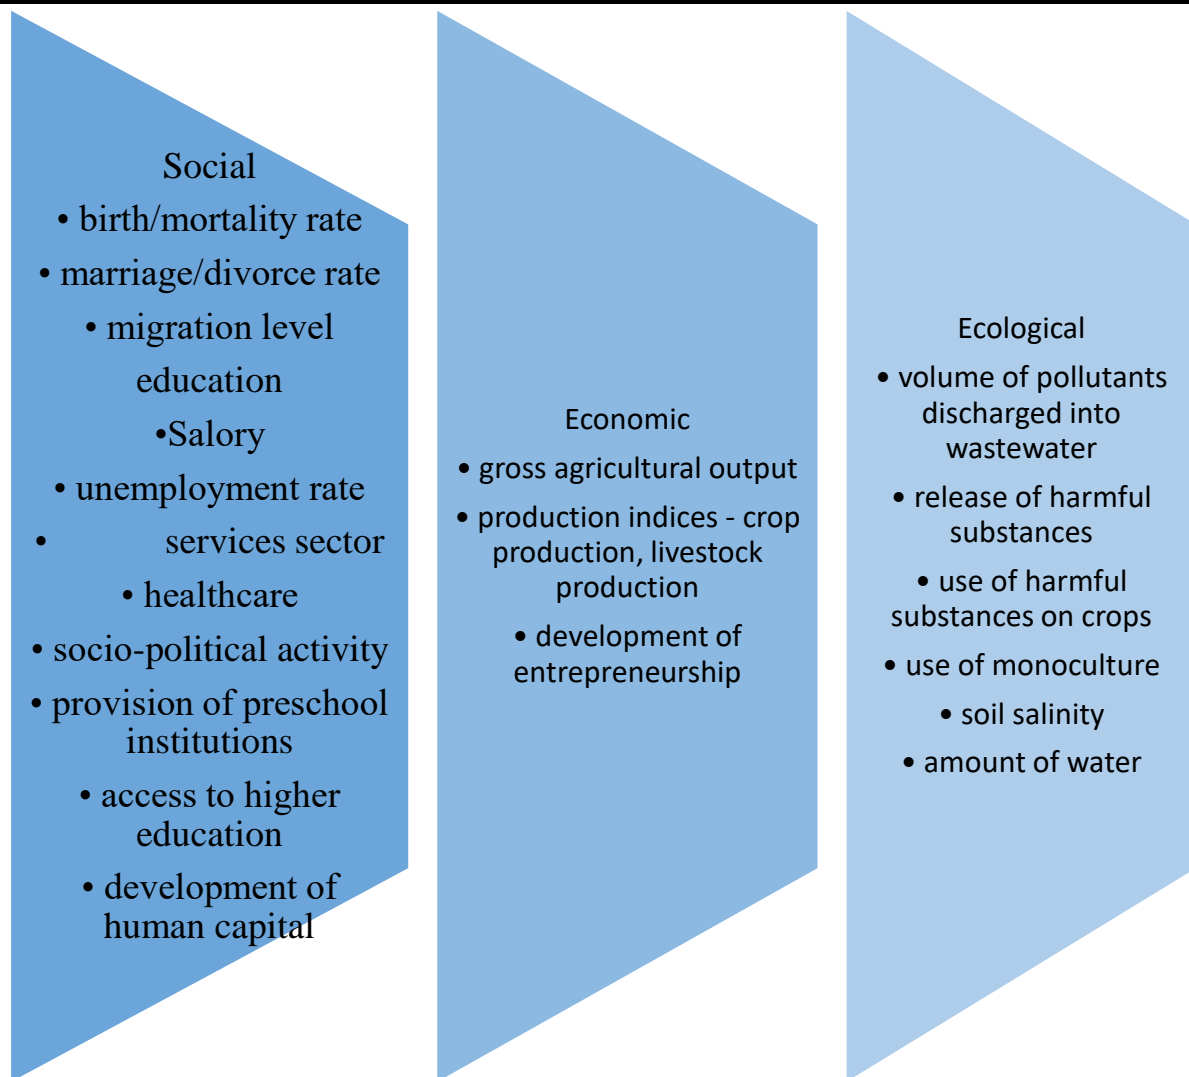 Social
• birth/mortality rate
• marriage/divorce rate
• migration level
education
•Salory
• unemployment rate
• services sector
• healthcare
• socio-political activity
• provision of preschool
institutions
• access to higher
education
• development of
human capital
Economic
• gross agricultural output
• production indices - crop
production, livestock
production
• development of
entrepreneurship
Ecological
• volume of pollutants
discharged into
wastewater
• release of harmful
substances
• use of harmful
substances on crops
• use of monoculture
• soil salinity
• amount of water